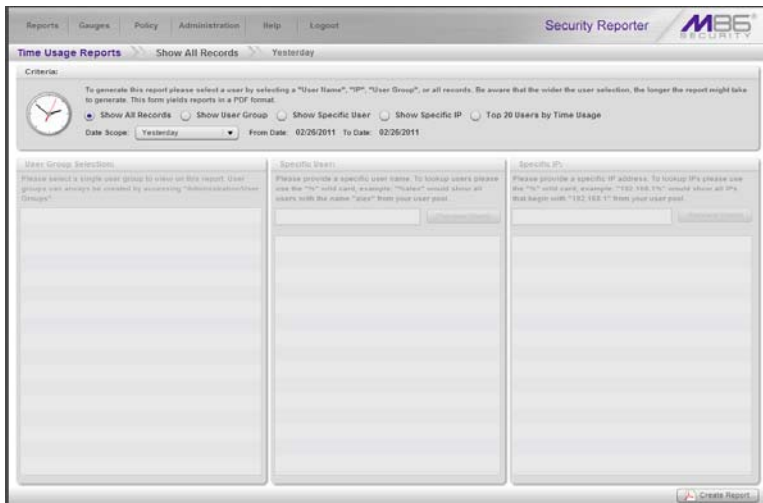 Reports Gauges Policy Administration Help Logout
Security Reporter
M86
SECURITY
Time Usage Reports Show All Records Yesterday
Criteria:
To generate this report please select a user by selecting a "User Name", "IP", "User Group", or all records. Be aware that the wider the user selection, the longer the report might take
to generate. This form yields reports in a PDF format.
Show All Records Show User Group Show Specific User Show Specific IP Top 20 Users by Time Usage
Date Scope: Yesterday From Date: 02/26/2011 To Date: 02/26/2011
User Group Selection:
Please select a single user group to view on this report. User
groups can always be created by accessing "Administration/User
Groups"
Specific User:
Please provide a specific user name. To lookup users please
use the "%" wild card, example: "%alex" would show all
users with the name "alex" from your user pool.
Specific IP:
Please provide a specific IP address. To lookup IPs please use
the "%" wild card, example: "192.168.1%" would show all IPs
that begin with "192.168.1" from your user pool.
Create Report